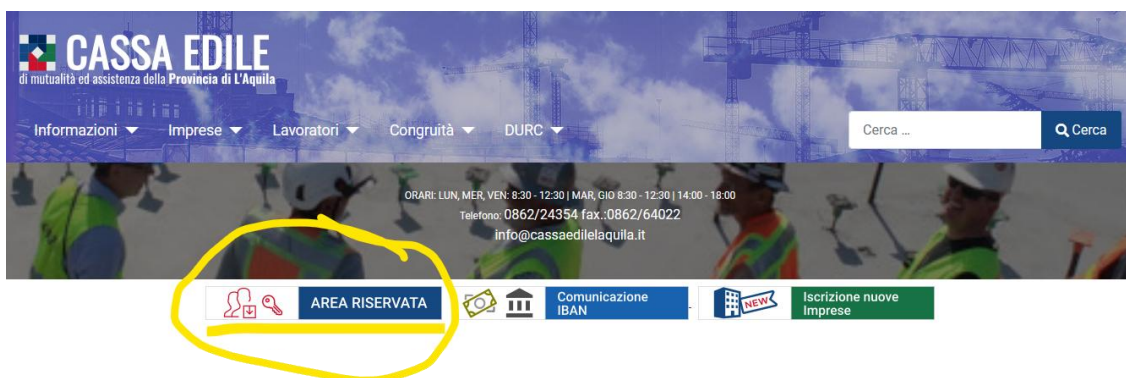 CASSA EDILE
di mutualità ed assistenza della Provincia di L'Aquila
Informazioni Imprese Lavoratori Congruità DURC
Cerca ... Cerca
ORARI: LUN, MER, VEN: 8:30 - 12:30 | MAR, GIO 8:30 - 12:30 | 14:00 - 18:00
Telefono: 0862/24354 fax.:0862/64022
info@cassaedilelaquila.it
AREA RISERVATA
Comunicazione
IBAN
NEW
Iscrizione nuove
Imprese